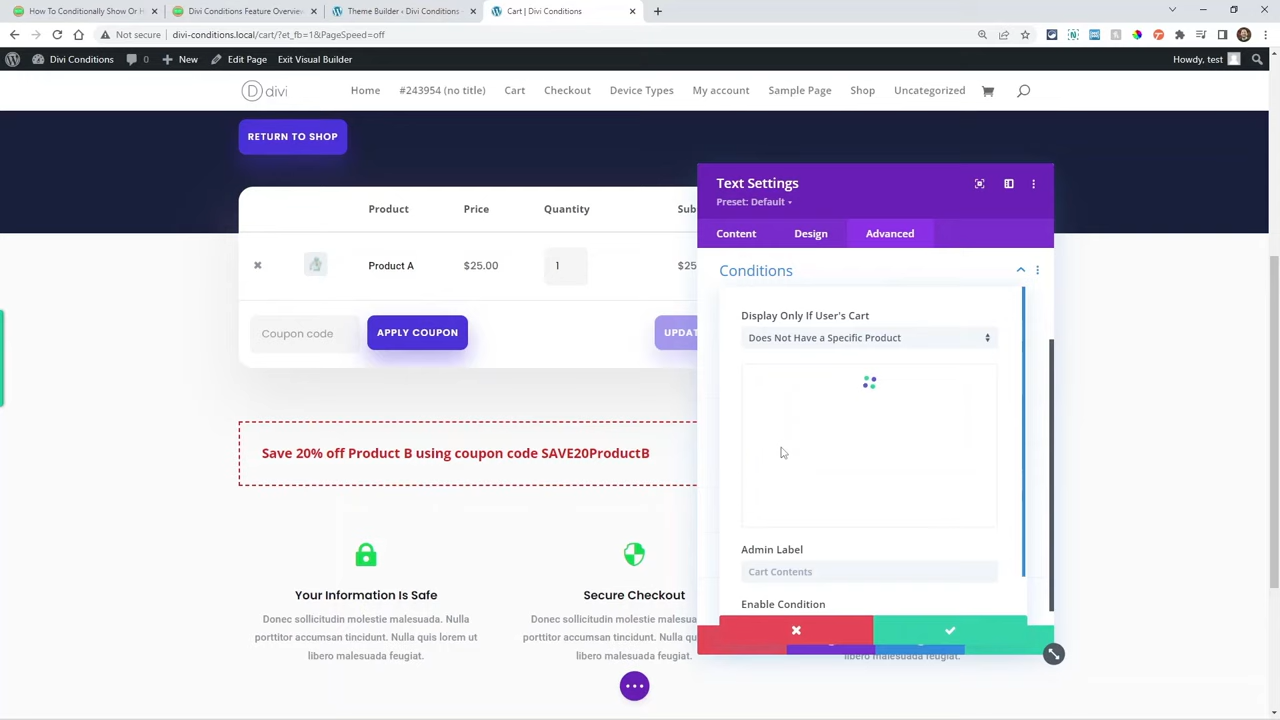 How To Conditionally Show Or H
Divi Conditions Feature Overview
Theme Builder ‹ Divi Conditions
Cart | Divi Conditions
Not secure
divi-conditions.local/cart/?et_fb=1&PageSpeed=off
Divi Conditions
0
New
Edit Page
Exit Visual Builder
Howdy, test
D divi
Home
#243954 (no title)
Cart
Checkout
Device Types
My account
Sample Page
Shop
Uncategorized
RETURN TO SHOP
Product
Price
Quantity
Sub
Product A
$25.00
1
$25
Coupon code
APPLY COUPON
UPDAT
Save 20% off Product B using coupon code SAVE20ProductB
Your Information Is Safe
Donec sollicitudin molestie malesuada. Nulla
porttitor accumsan tincidunt. Nulla quis lorem ut
libero malesuada feugiat.
Secure Checkout
Donec sollicitudin molestie malesua
porttitor accumsan tincidunt. Nulla q
libero malesuada feugiat.
libero malesuada feugiat.
Text Settings
Preset: Default
Content
Design
Advanced
Conditions
Display Only If User's Cart
Does Not Have a Specific Product
Admin Label
Cart Contents
Enable Condition